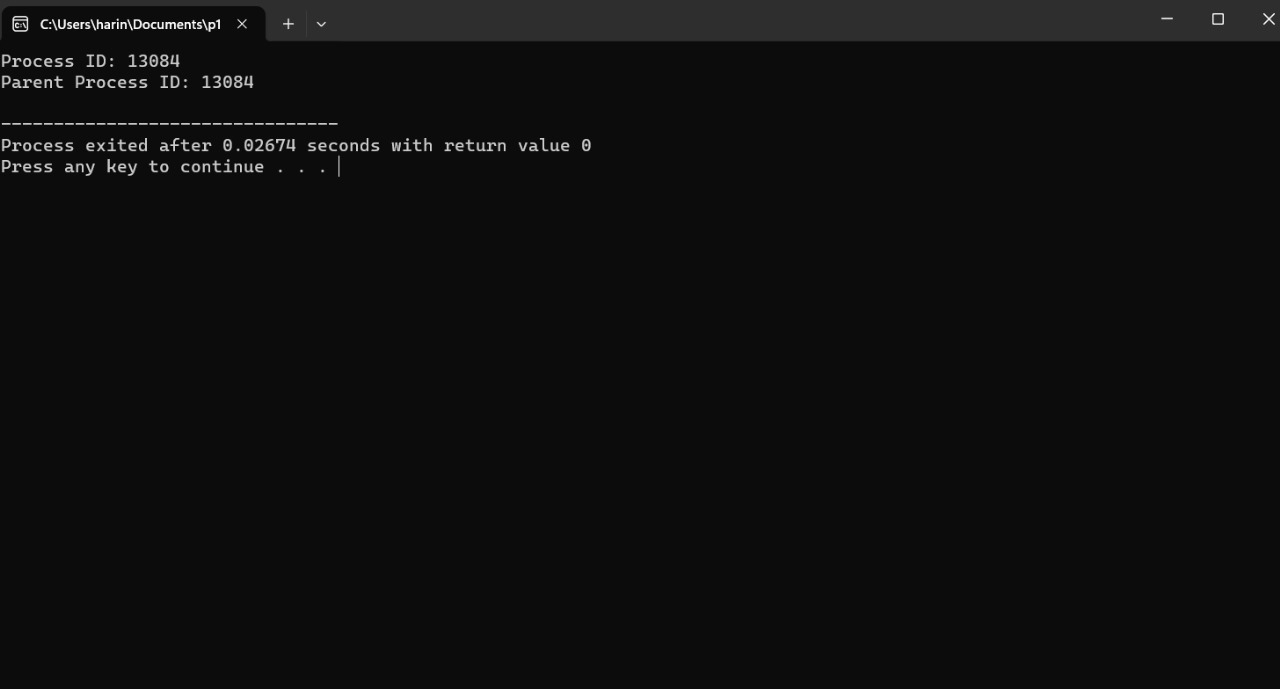 C:\Users\harin\Documents\p1
Process ID: 13084
Parent Process ID: 13084
--------------------------------
Process exited after 0.02674 seconds with return value 0
Press any key to continue . . .